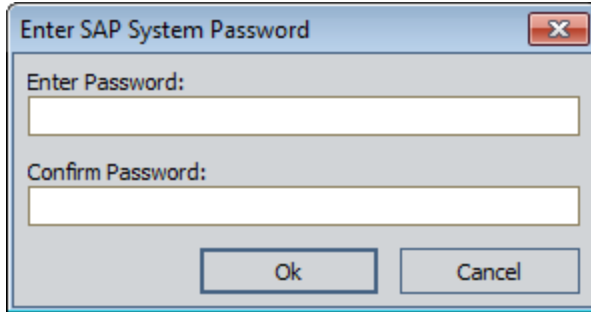 Enter SAP System Password
Enter Password:
Confirm Password:
Ok
Cancel